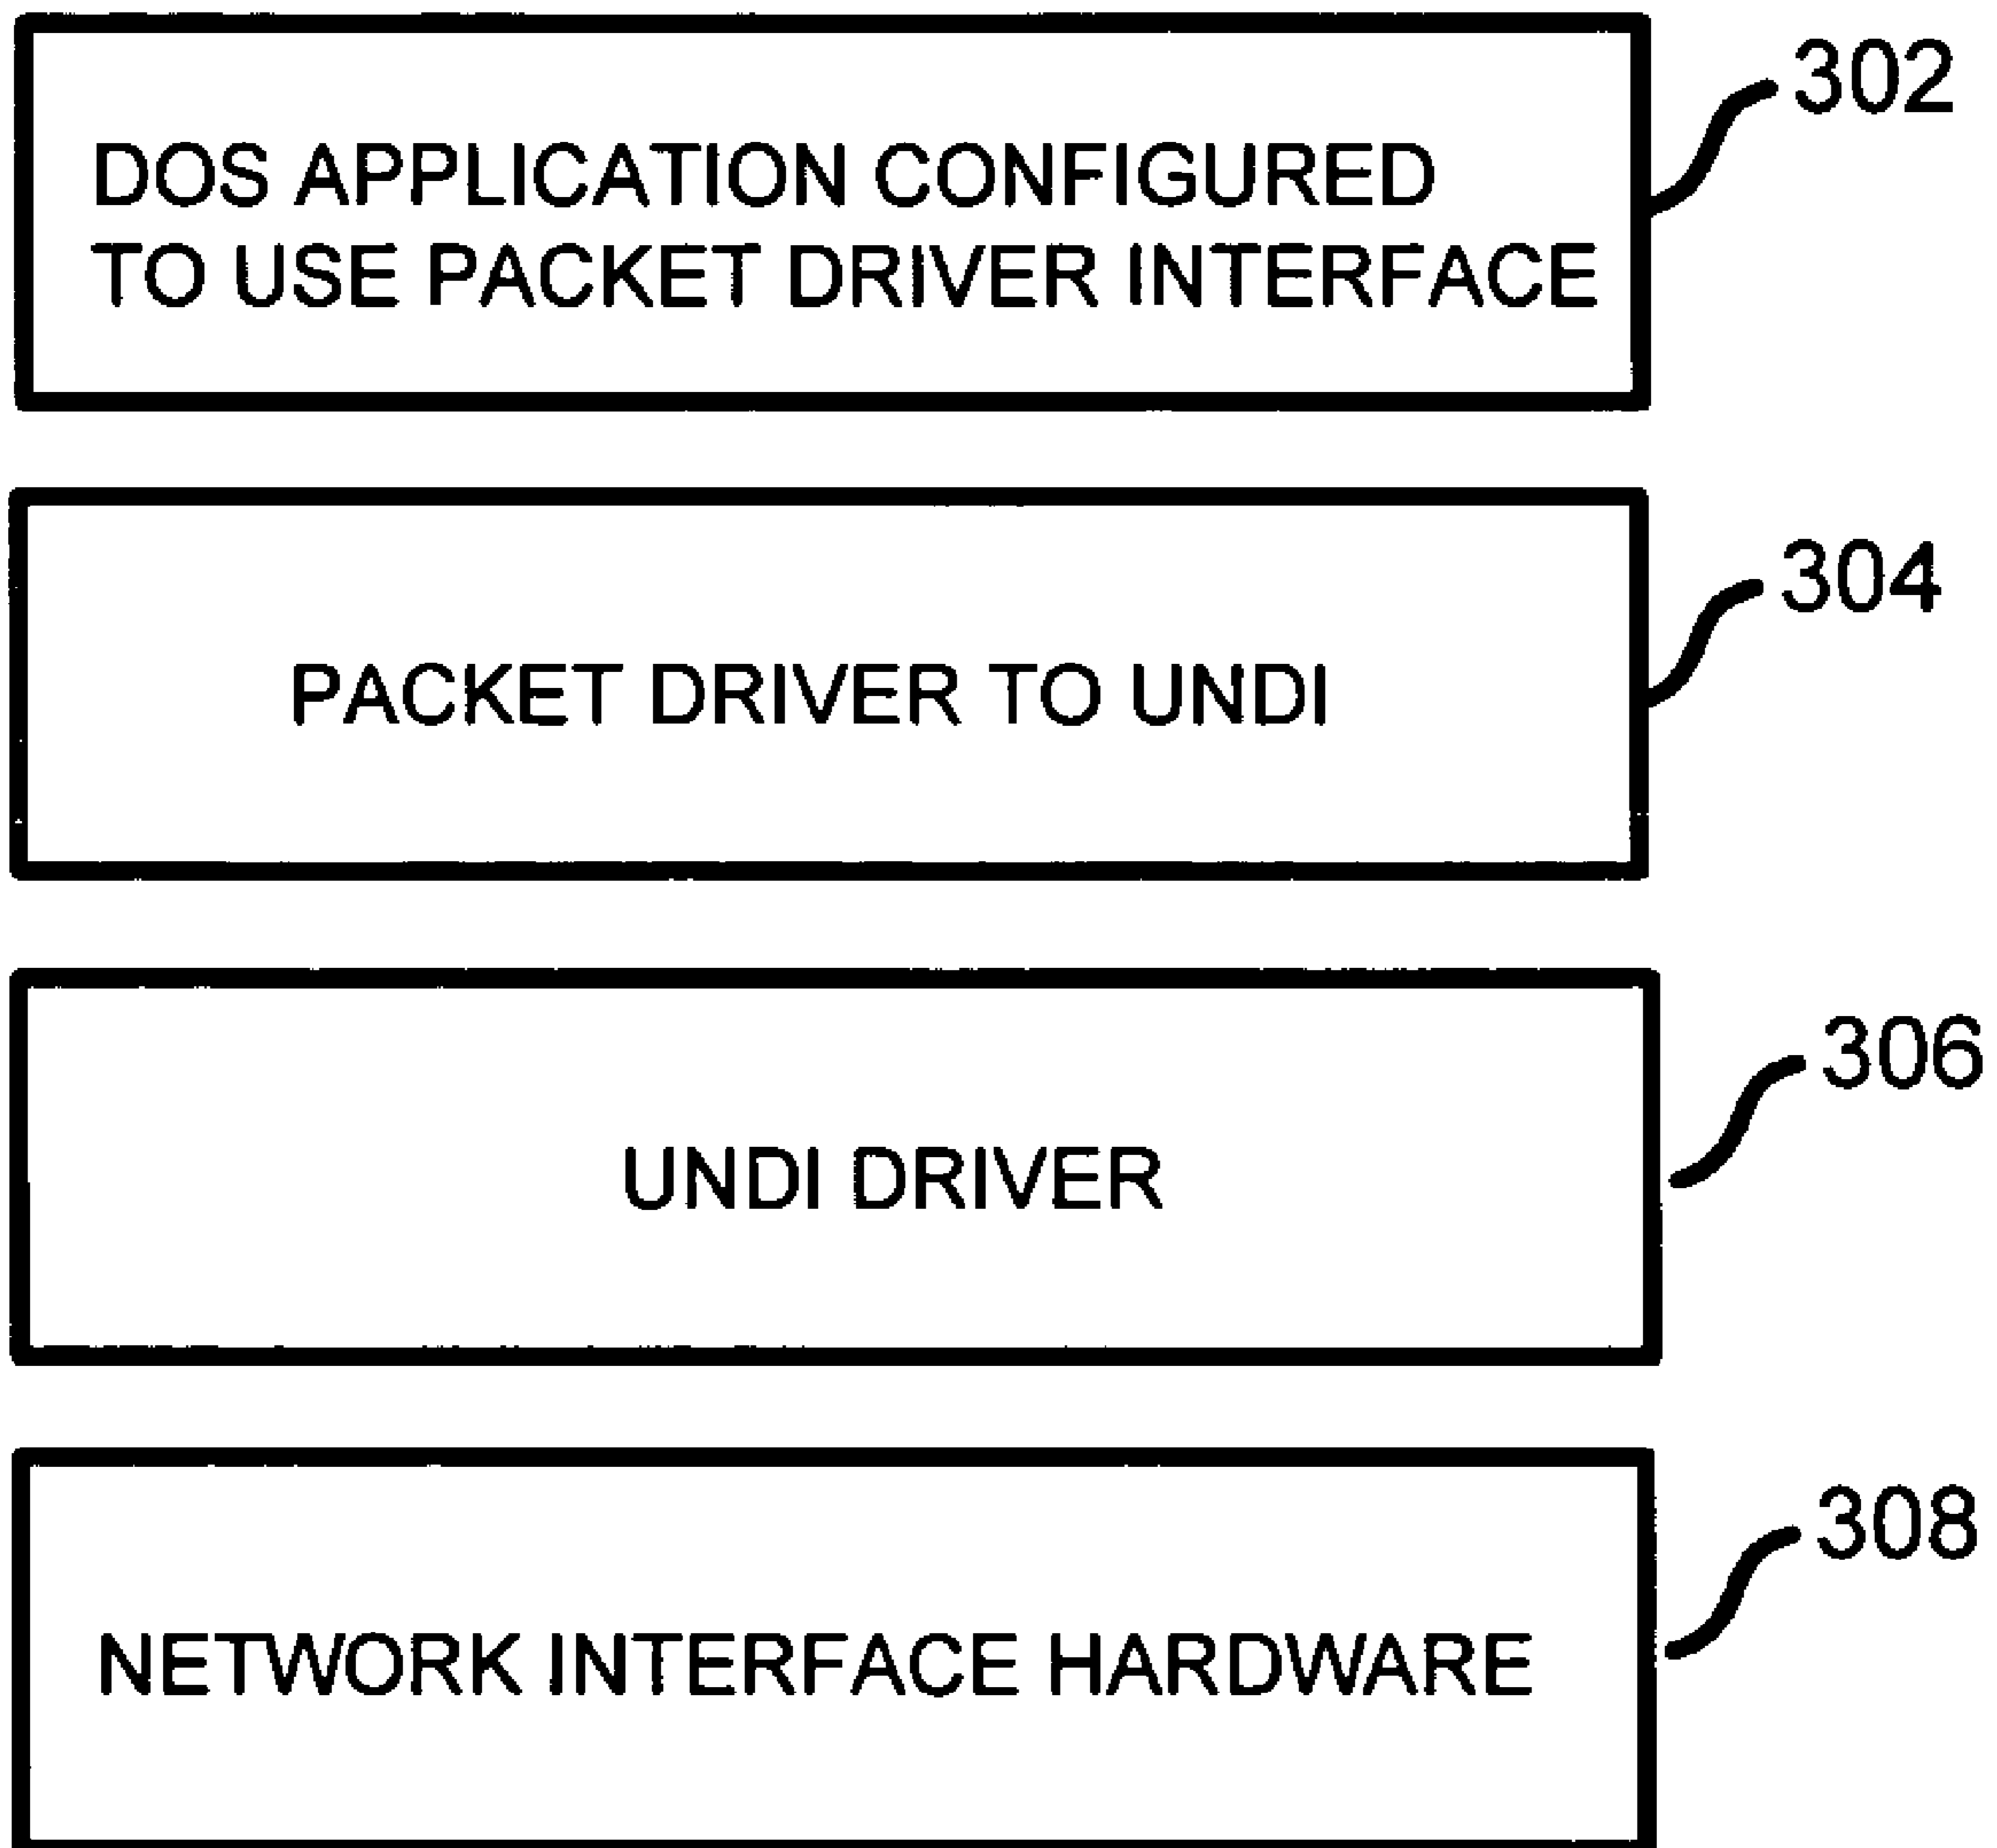 302
DOS APPLICATION CONFIGURED
TO USE PACKET DRIVER INTERFACE
304
PACKET DRIVER TO UNDI
306
UNDI DRIVER
308
NETWORK INTERFACE HARDWARE